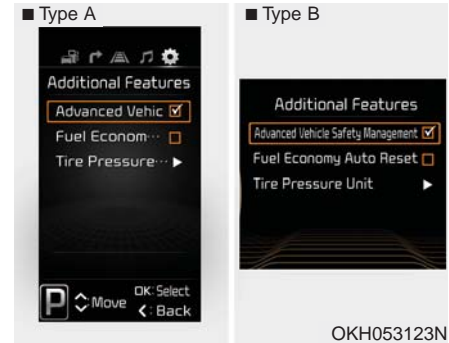 ■ Type A
Additional Features
Advanced Vehic
Fuel Econom···
Tire Pressure··· ▶
P
Move
OK: Select
: Back
■ Type B
Additional Features
Advanced Vehicle Safety Management
Fuel Economy Auto Reset
Tire Pressure Unit ▶
OKH053123N